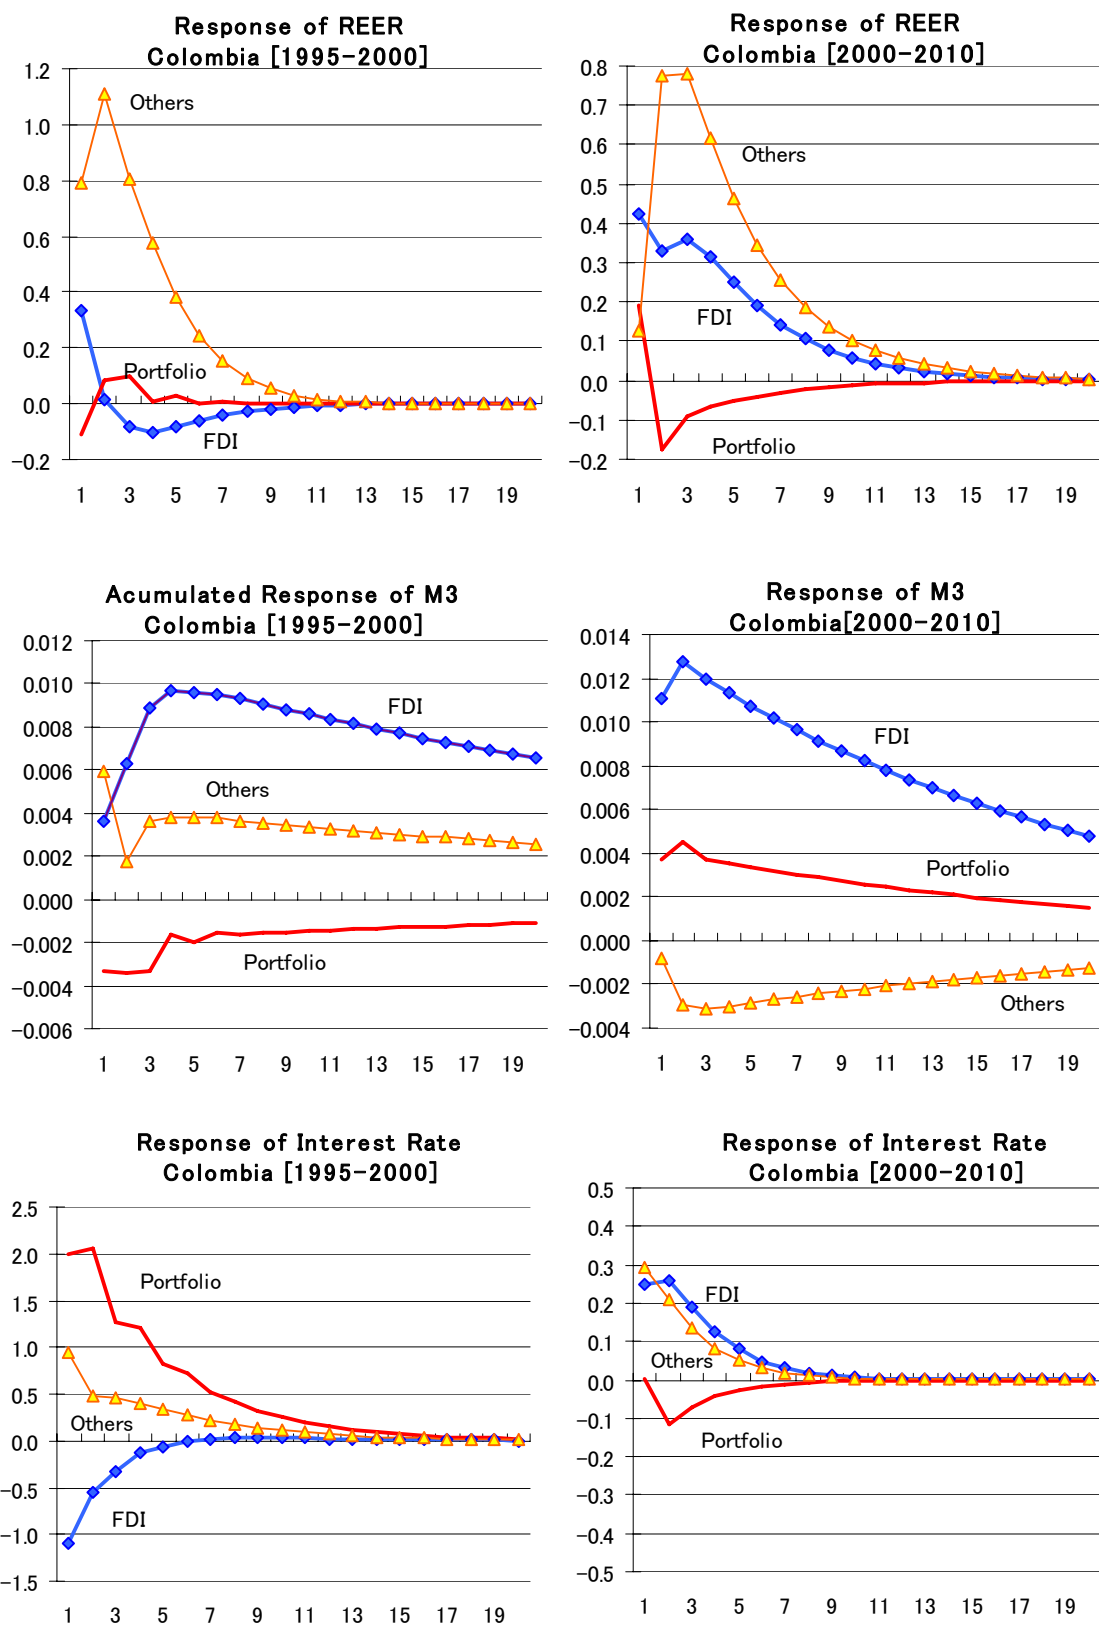 Response of REER
Colombia [1995-2000]
1.2
1.0
0.8
0.6
0.4
0.2
0.0
-0.2
Others
Portfolio
FDI
1 3 5 7 9 11 13 15 17 19
Response of REER
Colombia [2000-2010]
0.8
0.7
0.6
0.5
0.4
0.3
0.2
0.1
0.0
-0.1
-0.2
Others
FDI
Portfolio
1 3 5 7 9 11 13 15 17 19
Acumulated Response of M3
Colombia [1995-2000]
0.012
0.010
0.008
0.006
0.004
0.002
0.000
-0.002
-0.004
-0.006
FDI
Others
Portfolio
1 3 5 7 9 11 13 15 17 19
Response of M3
Colombia[2000-2010]
0.014
0.012
0.010
0.008
0.006
0.004
0.002
0.000
-0.002
-0.004
FDI
Portfolio
Others
1 3 5 7 9 11 13 15 17 19
Response of Interest Rate
Colombia [1995-2000]
2.5
2.0
1.5
1.0
0.5
0.0
-0.5
-1.0
-1.5
Portfolio
Others
FDI
1 3 5 7 9 11 13 15 17 19
Response of Interest Rate
Colombia [2000-2010]
0.5
0.4
0.3
0.2
0.1
0.0
-0.1
-0.2
-0.3
-0.4
-0.5
FDI
Others
Portfolio
1 3 5 7 9 11 13 15 17 19